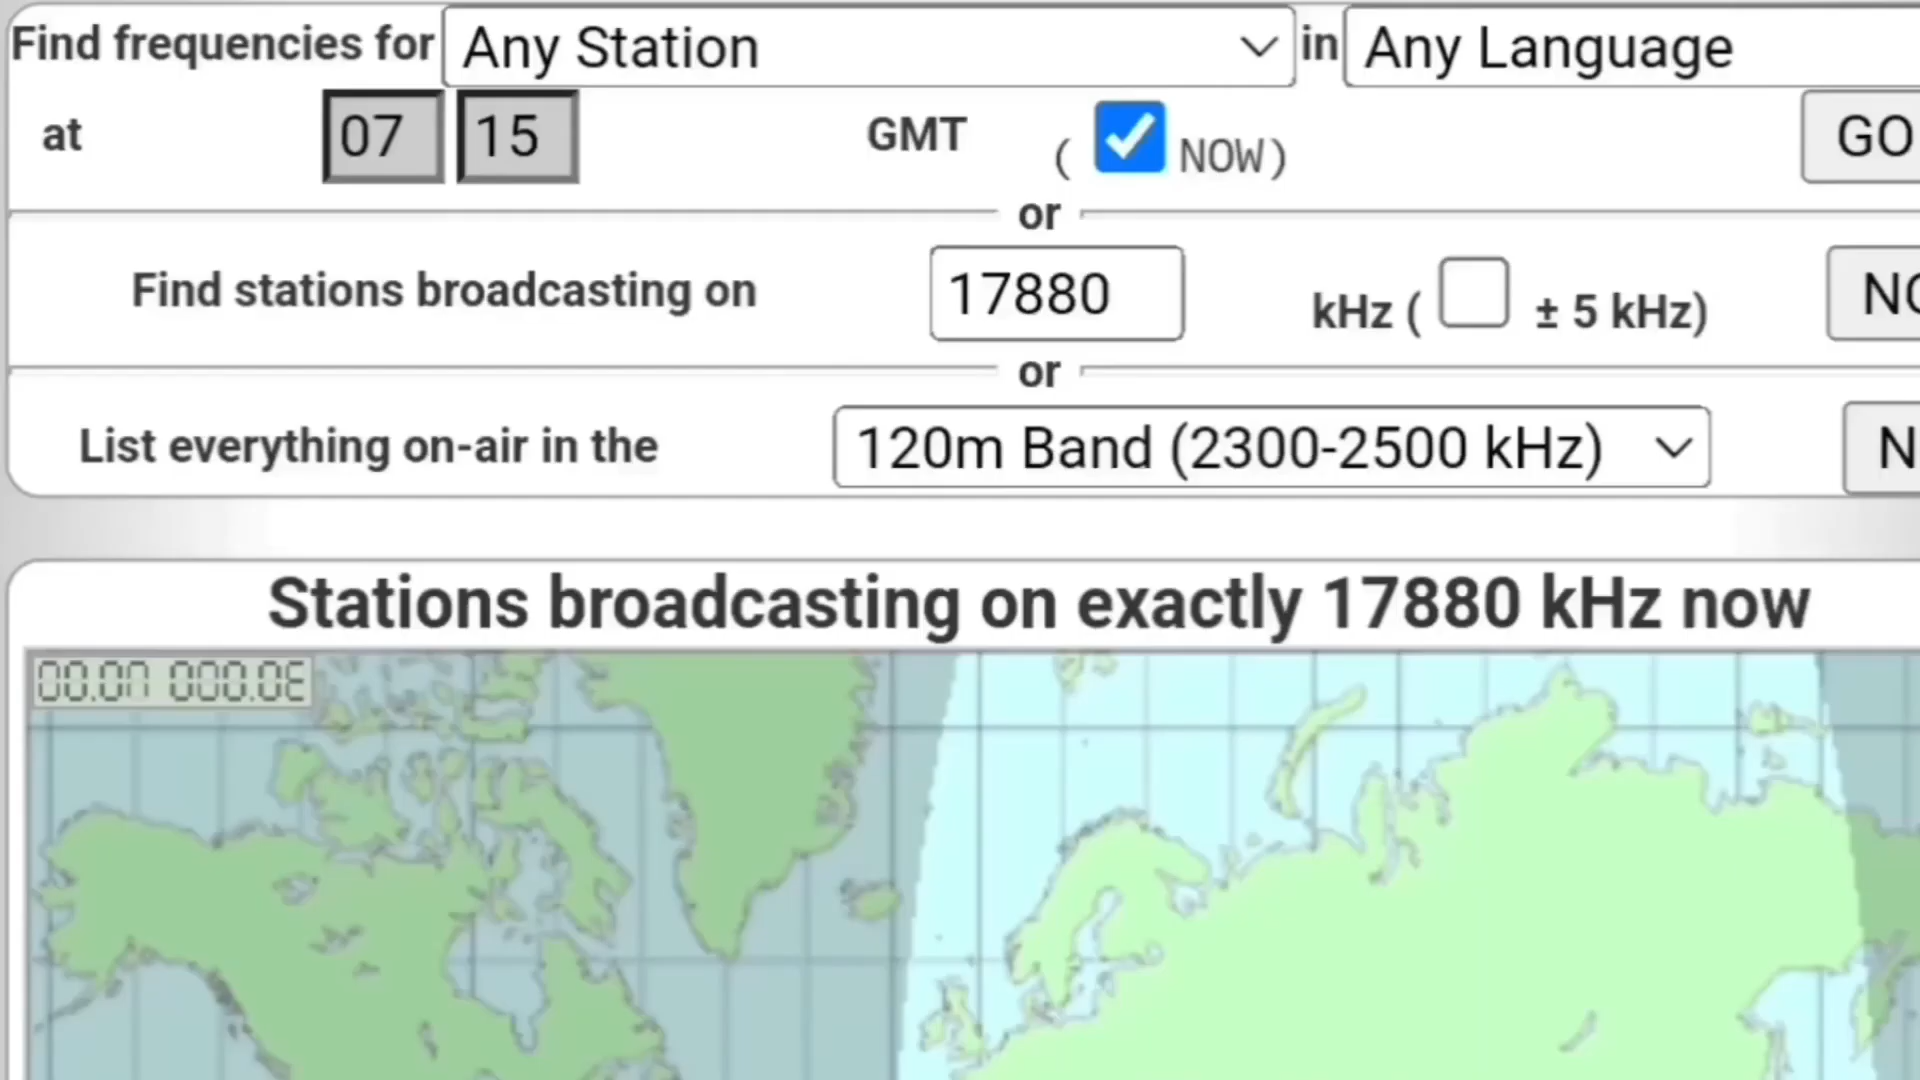 Find frequencies for Any Station in Any Language
at 07 15 GMT ( NOW) GO
or
Find stations broadcasting on 17880 kHz ( ± 5 kHz)
or
List everything on-air in the 120m Band (2300-2500 kHz)
Stations broadcasting on exactly 17880 kHz now
00.0N 000.0E